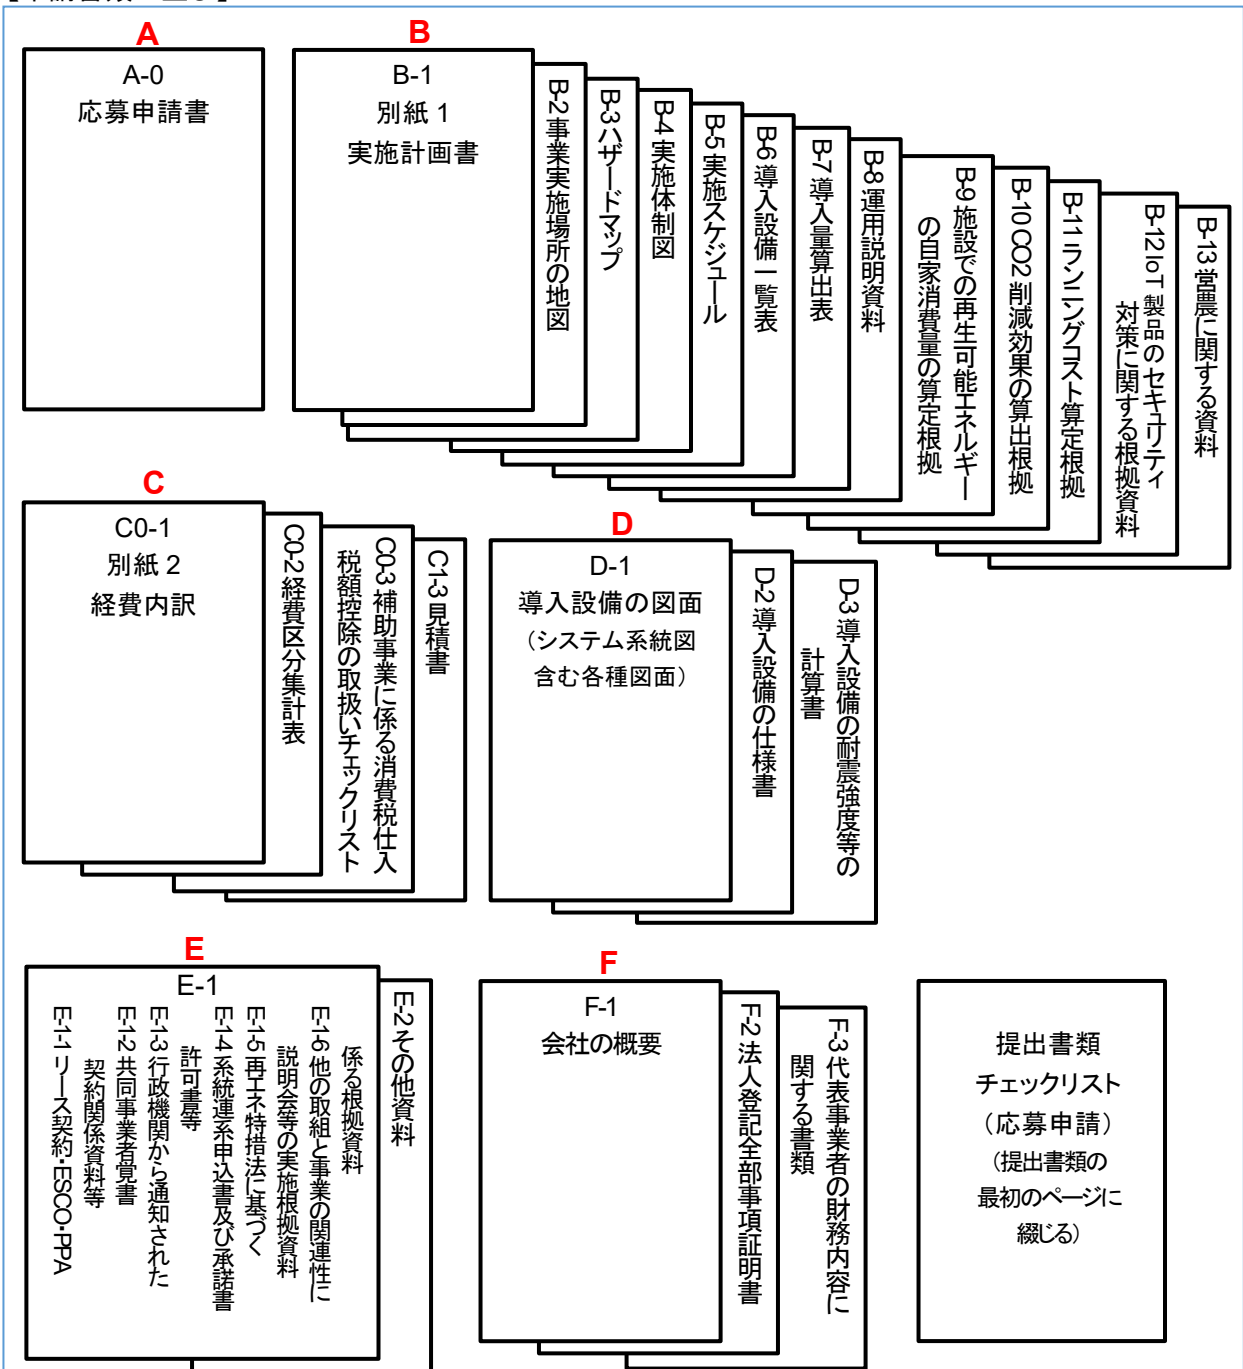 A
A-0
応募申請書
B
B-1
別紙 1
実施計画書
B-2 事業実施場所の地図
B-3 ハザードマップ
B-4 実施体制図
B-5 実施スケジュール
B-6 導入設備一覧表
B-7 導入量算出表
B-8 運用説明資料
B-9 施設での再生可能エネルギー
の自家消費量の算定根拠
B-10 CO2 削減効果の算出根拠
B-11 ランニングコスト算定根拠
B-12 IoT 製品のセキュリティ
対策に関する根拠資料
B-13 営農に関する資料
C
C0-1
別紙 2
経費内訳
C0-2 経費区分集計表
C0-3 補助事業に係る消費税仕入
税額控除の取扱いチェックリスト
C1-3 見積書
D
D-1
導入設備の図面
（システム系統図
含む各種図面）
D-2 導入設備の仕様書
D-3 導入設備の耐震強度等の
計算書
E
E-1
E-1-1 リース契約・ESCO・PPA
契約関係資料等
E-1-2 共同事業者覚書
E-1-3 行政機関から通知された
許可書等
E-1-4 系統連系申込書及び承諾書
E-1-5 再エネ特措法に基づく
説明会等の実施根拠資料
E-1-6 他の取組と事業の関連性に
係る根拠資料
E-2 その他資料
F
F-1
会社の概要
F-2 法人登記全部事項証明書
F-3 代表事業者の財務内容に
関する書類
提出書類
チェックリスト
（応募申請）
（提出書類の
最初のページに
綴じる）